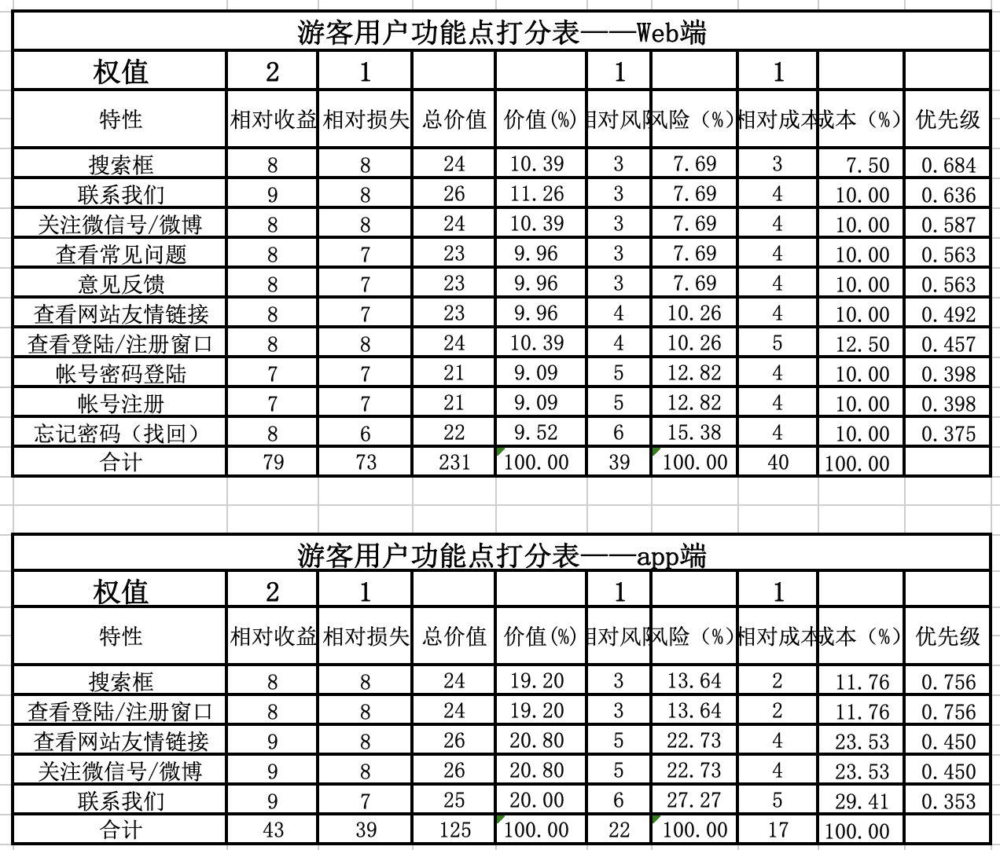 游客用户功能点打分表——Web端
权值 2 1 1 1
特性 相对收益 相对损失 总价值 价值(%) 相对风险 风险（%） 相对成本 成本（%） 优先级
搜索框 8 8 24 10.39 3 7.69 3 7.50 0.684
联系我们 9 8 26 11.26 3 7.69 4 10.00 0.636
关注微信号/微博 8 8 24 10.39 3 7.69 4 10.00 0.587
查看常见问题 8 7 23 9.96 3 7.69 4 10.00 0.563
意见反馈 8 7 23 9.96 3 7.69 4 10.00 0.563
查看网站友情链接 8 7 23 9.96 4 10.26 4 10.00 0.492
查看登陆/注册窗口 8 8 24 10.39 4 10.26 5 12.50 0.457
帐号密码登陆 7 7 21 9.09 5 12.82 4 10.00 0.398
帐号注册 7 7 21 9.09 5 12.82 4 10.00 0.398
忘记密码（找回） 8 6 22 9.52 6 15.38 4 10.00 0.375
合计 79 73 231 100.00 39 100.00 40 100.00
游客用户功能点打分表——app端
权值 2 1 1 1
特性 相对收益 相对损失 总价值 价值(%) 相对风险 风险（%） 相对成本 成本（%） 优先级
搜索框 8 8 24 19.20 3 13.64 2 11.76 0.756
查看登陆/注册窗口 8 8 24 19.20 3 13.64 2 11.76 0.756
查看网站友情链接 9 8 26 20.80 5 22.73 4 23.53 0.450
关注微信号/微博 9 8 26 20.80 5 22.73 4 23.53 0.450
联系我们 9 7 25 20.00 6 27.27 5 29.41 0.353
合计 43 39 125 100.00 22 100.00 17 100.00